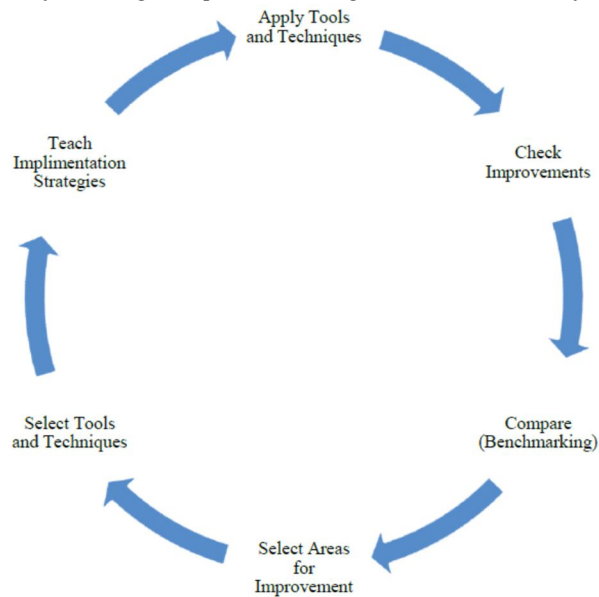 Apply Tools
and Techniques
Check
Improvements
Compare
(Benchmarking)
Select Areas
for
Improvement
Select Tools
and Techniques
Teach
Implimentation
Strategies